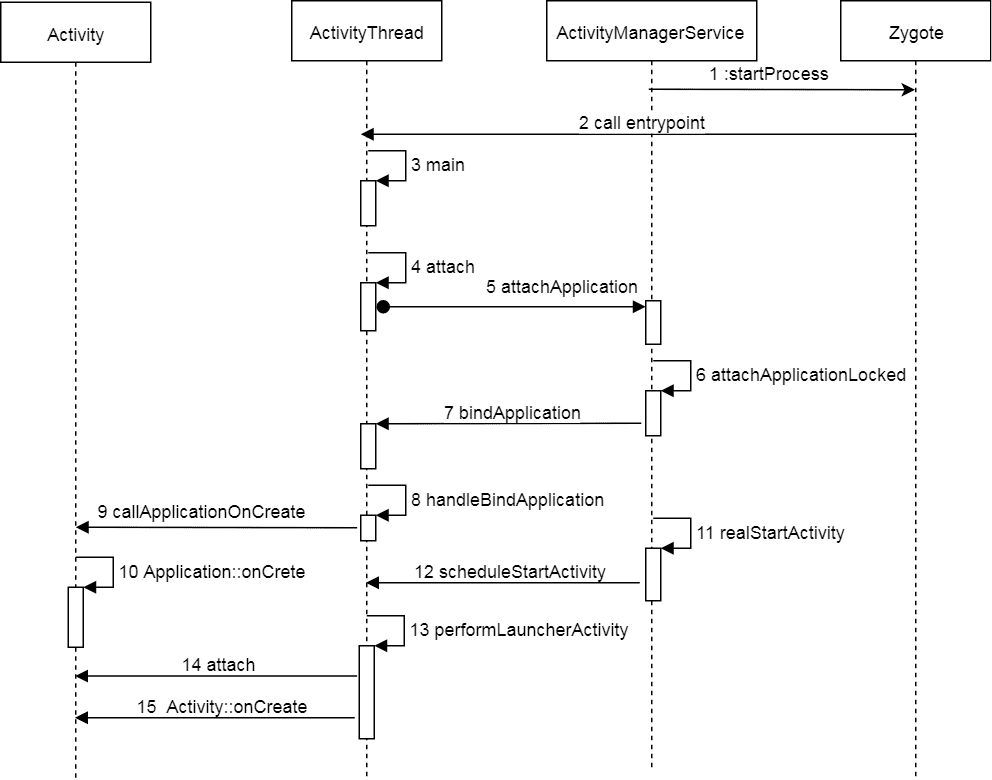 Activity
ActivityThread
ActivityManagerService
Zygote
1 :startProcess
2 call entrypoint
3 main
4 attach
5 attachApplication
6 attachApplicationLocked
7 bindApplication
8 handleBindApplication
9 callApplicationOnCreate
11 realStartActivity
10 Application::onCrete
12 scheduleStartActivity
13 performLauncherActivity
14 attach
15 Activity::onCreate